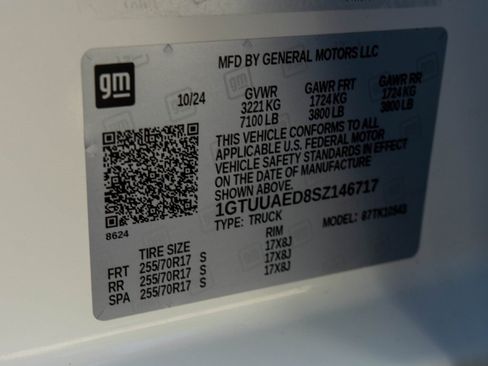 gm
MFD BY GENERAL MOTORS LLC
10/24 GVWR GAWR FRT GAWR RR
3221 KG 1724 KG 1724 KG
7100 LB 3800 LB 3800 LB
THIS VEHICLE CONFORMS TO ALL
APPLICABLE U.S. FEDERAL MOTOR
VEHICLE SAFETY STANDARDS IN EFFECT
ON THE DATE OF MANUFACTURE
SHOWN ABOVE.
1GTUUAED8SZ146717
8624 TYPE: TRUCK MODEL:
TIRE SIZE RIM
FRT 255/70R17 S 17X8J
RR 255/70R17 S 17X8J
SPA 255/70R17 S 17X8J